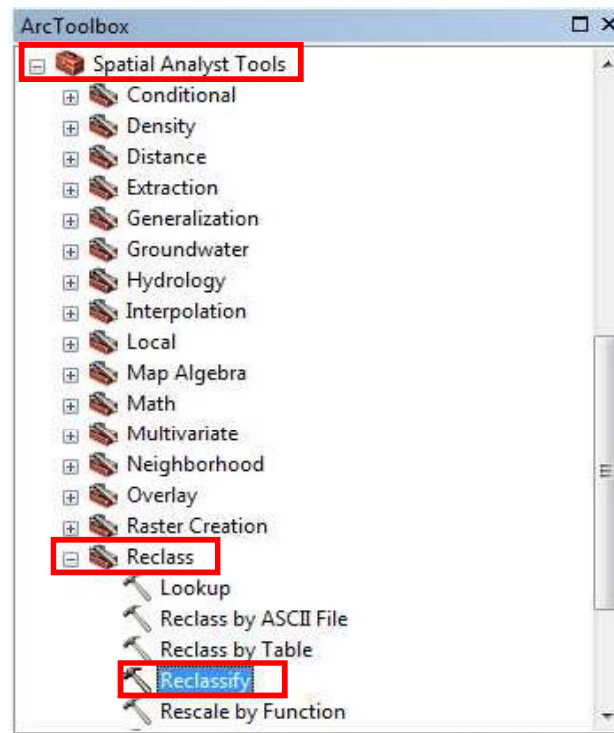 ArcToolbox
Spatial Analyst Tools
Conditional
Density
Distance
Extraction
Generalization
Groundwater
Hydrology
Interpolation
Local
Map Algebra
Math
Multivariate
Neighborhood
Overlay
Raster Creation
Reclass
Lookup
Reclass by ASCII File
Reclass by Table
Reclassify
Rescale by Function